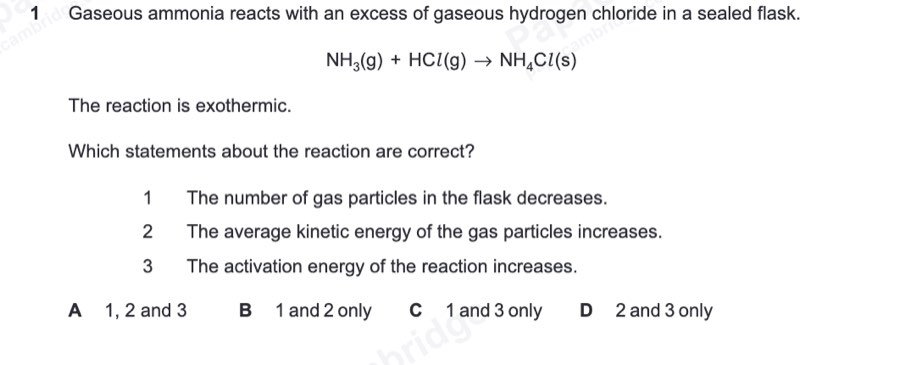 1 Gaseous ammonia reacts with an excess of gaseous hydrogen chloride in a sealed flask.
NH₃(g) + HCl(g) → NH₄Cl(s)
The reaction is exothermic.
Which statements about the reaction are correct?
1 The number of gas particles in the flask decreases.
2 The average kinetic energy of the gas particles increases.
3 The activation energy of the reaction increases.
A 1, 2 and 3 B 1 and 2 only C 1 and 3 only D 2 and 3 only